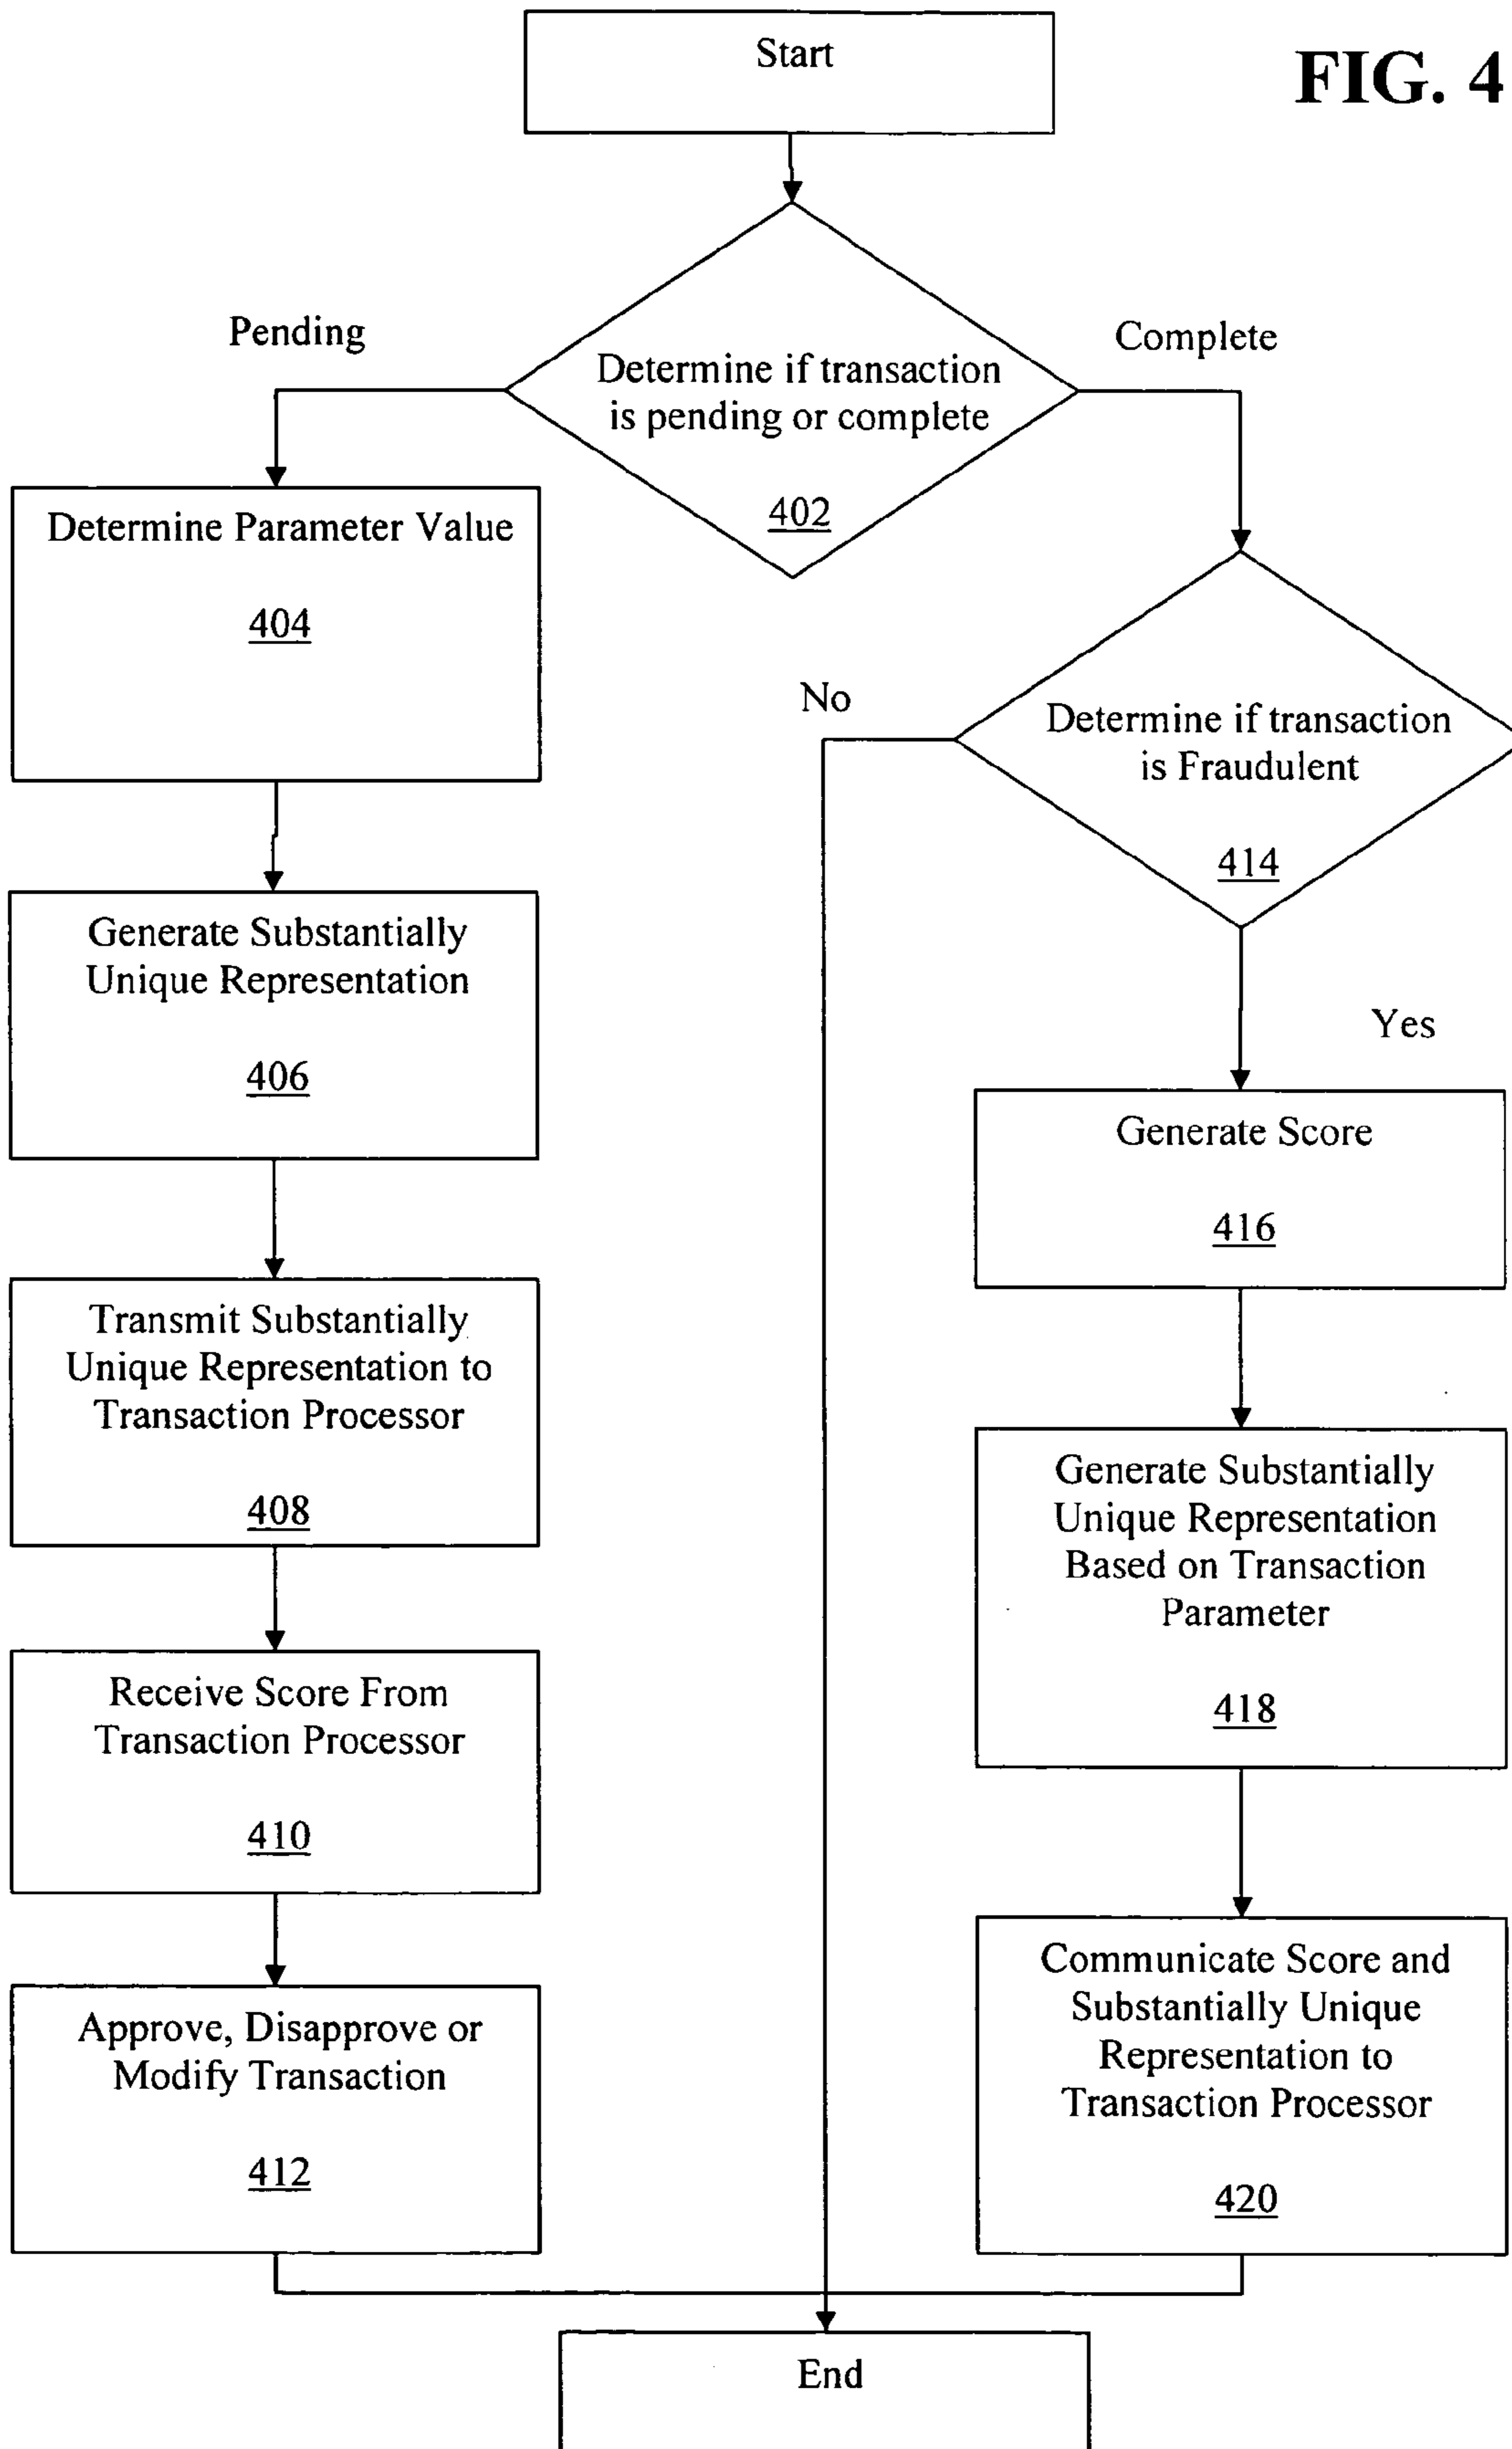 Start
FIG. 4
Pending
Complete
Determine if transaction
is pending or complete
402
Determine Parameter Value
404
No
Determine if transaction
is Fraudulent
414
Generate Substantially
Unique Representation
406
Yes
Generate Score
416
Transmit Substantially
Unique Representation to
Transaction Processor
408
Generate Substantially
Unique Representation
Based on Transaction
Parameter
418
Receive Score From
Transaction Processor
410
Communicate Score and
Substantially Unique
Representation to
Transaction Processor
420
Approve, Disapprove or
Modify Transaction
412
End